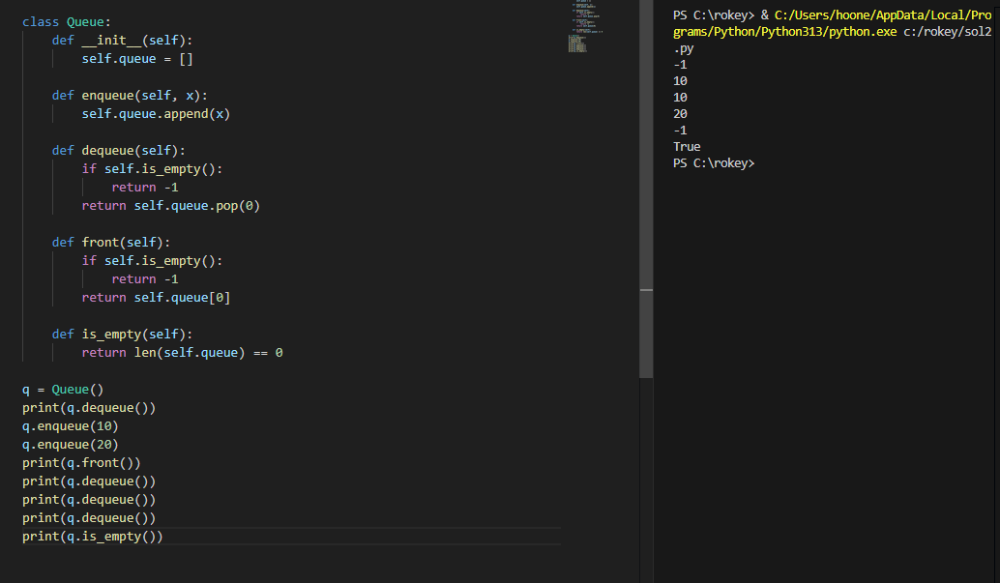 class Queue:
    def __init__(self):
        self.queue = []

    def enqueue(self, x):
        self.queue.append(x)

    def dequeue(self):
        if self.is_empty():
            return -1
        return self.queue.pop(0)

    def front(self):
        if self.is_empty():
            return -1
        return self.queue[0]

    def is_empty(self):
        return len(self.queue) == 0

q = Queue()
print(q.dequeue())
q.enqueue(10)
q.enqueue(20)
print(q.front())
print(q.dequeue())
print(q.dequeue())
print(q.dequeue())
print(q.is_empty())
PS C:\rokey> & C:/Users/hoone/AppData/Local/Pro
grams/Python/Python313/python.exe c:/rokey/sol2
.py
-1
10
10
20
-1
True
PS C:\rokey>